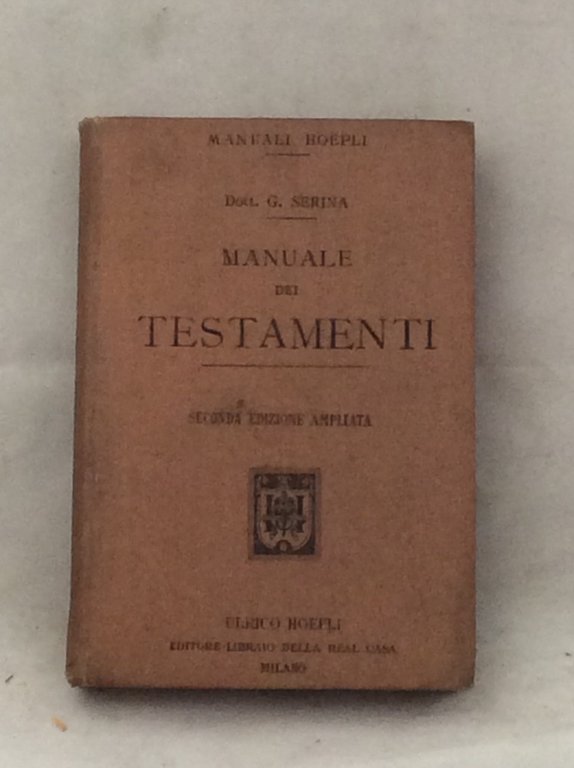 MANUALI HOEPLI
Dott. G. SERINA
MANUALE
DEI
TESTAMENTI
SECONDA EDIZIONE AMPLIATA
ULRICO HOEPLI
EDITORE-LIBRAIO DELLA REAL CASA
MILANO